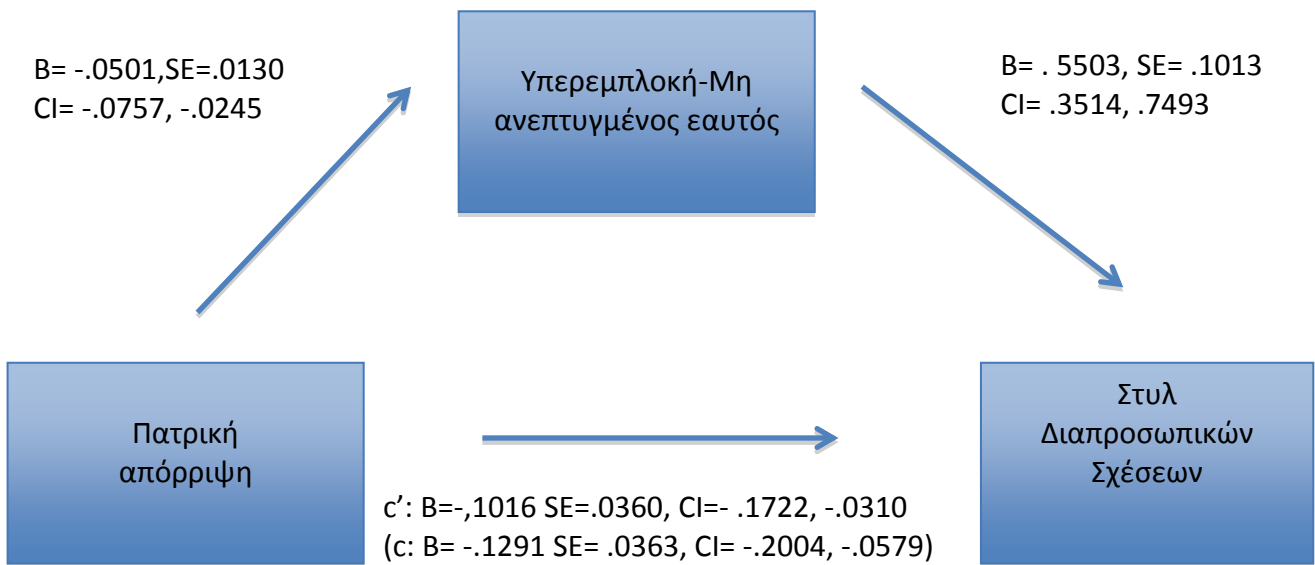 B= -.0501,SE=.0130
CI= -.0757, -.0245
Υπερεμπλοκή-Μη
ανεπτυγμένος εαυτός
B= . 5503, SE= .1013
CI= .3514, .7493
Πατρική
απόρριψη
Στυλ
Διαπροσωπικών
Σχέσεων
c’: B=-,1016 SE=.0360, CI=- .1722, -.0310
(c: B= -.1291 SE= .0363, CI= -.2004, -.0579)